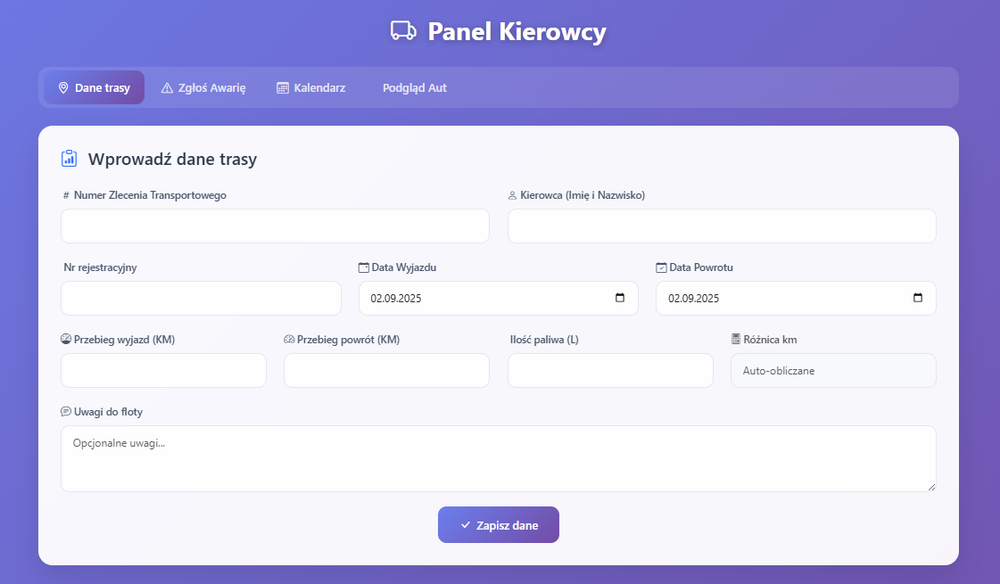 Panel Kierowcy
Dane trasy Zgłoś Awarię Kalendarz Podgląd Aut
Wprowadź dane trasy
# Numer Zlecenia Transportowego Kierowca (Imię i Nazwisko)
Nr rejestracyjny Data Wyjazdu Data Powrotu
02.09.2025 02.09.2025
Przebieg wyjazd (KM) Przebieg powrót (KM) Ilość paliwa (L) Różnica km
Auto-obliczane
Uwagi do floty
Opcjonalne uwagi...
Zapisz dane